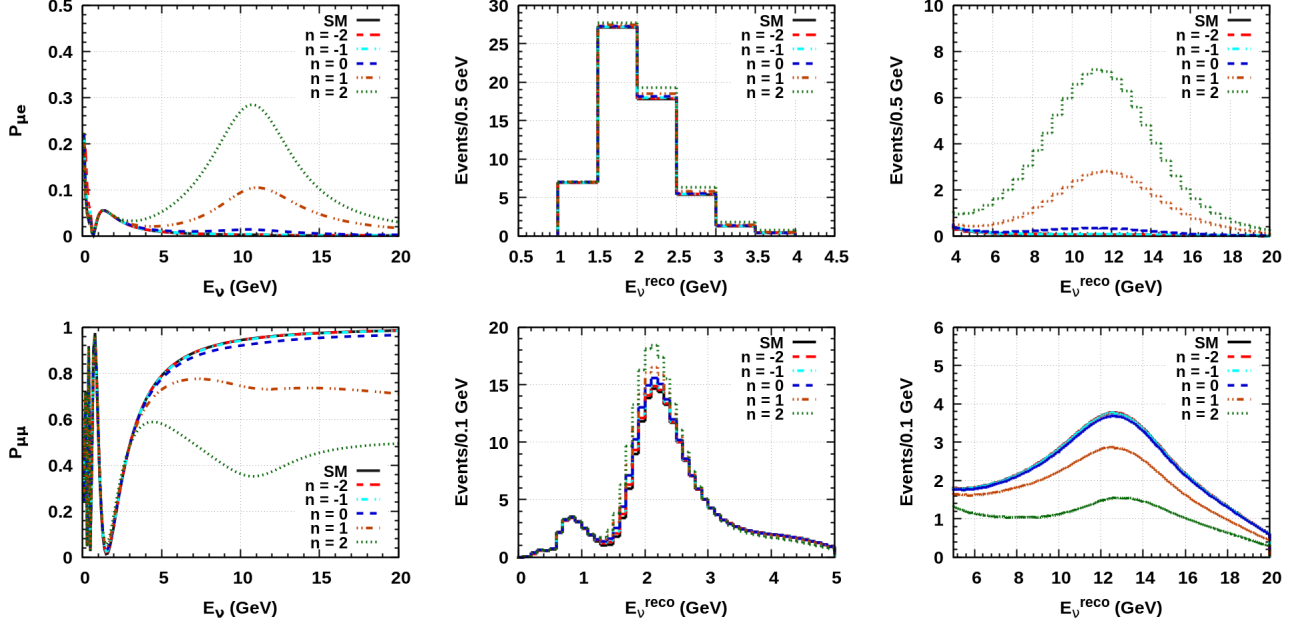 0.5
0.4
0.3
0.2
0.1
0
0 5 10 15 20
Pμe
Eν (GeV)
SM
n = -2
n = -1
n = 0
n = 1
n = 2
30
25
20
15
10
5
0
0.5 1 1.5 2 2.5 3 3.5 4 4.5
Events/0.5 GeV
Eν reco (GeV)
SM
n = -2
n = -1
n = 0
n = 1
n = 2
10
8
6
4
2
0
4 6 8 10 12 14 16 18 20
Events/0.5 GeV
Eν reco (GeV)
SM
n = -2
n = -1
n = 0
n = 1
n = 2
1
0.8
0.6
0.4
0.2
0
0 5 10 15 20
Pμμ
Eν (GeV)
SM
n = -2
n = -1
n = 0
n = 1
n = 2
20
15
10
5
0
0 1 2 3 4 5
Events/0.1 GeV
Eν reco (GeV)
SM
n = -2
n = -1
n = 0
n = 1
n = 2
6
5
4
3
2
1
0
6 8 10 12 14 16 18 20
Events/0.1 GeV
Eν reco (GeV)
SM
n = -2
n = -1
n = 0
n = 1
n = 2